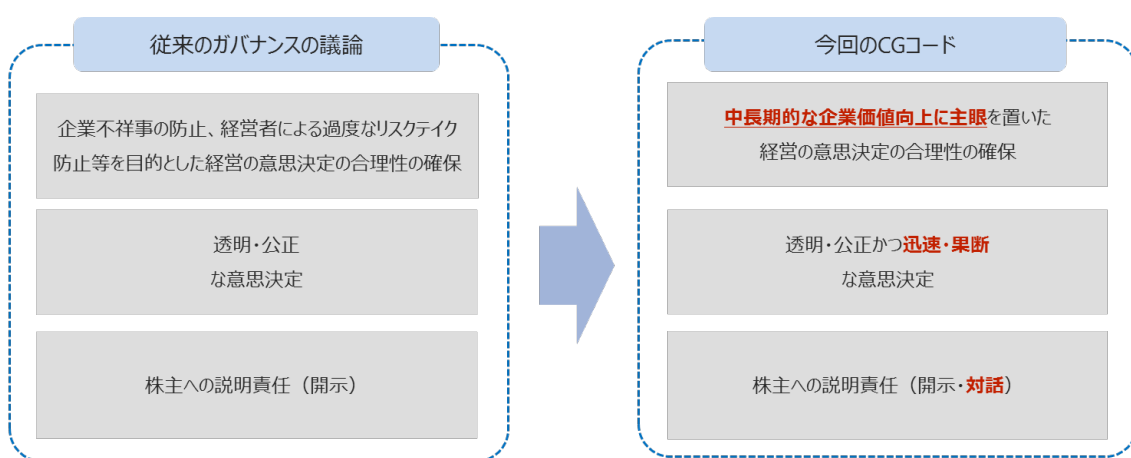 従来のガバナンスの議論
企業不祥事の防止、経営者による過度なリスクテイク
防止等を目的とした経営の意思決定の合理性の確保
透明・公正
な意思決定
株主への説明責任（開示）
今回のCGコード
中長期的な企業価値向上に主眼を置いた
経営の意思決定の合理性の確保
透明・公正かつ迅速・果断
な意思決定
株主への説明責任（開示・対話）